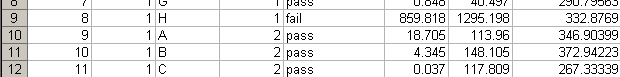 8 7 1 G 1 pass 0.848 40.497 290.79563
9 8 1 H 1 fail 859.818 1295.198 332.8769
10 9 1 A 2 pass 18.705 113.96 346.90399
11 10 1 B 2 pass 4.345 148.105 372.94223
12 11 1 C 2 pass 0.037 117.809 267.33339